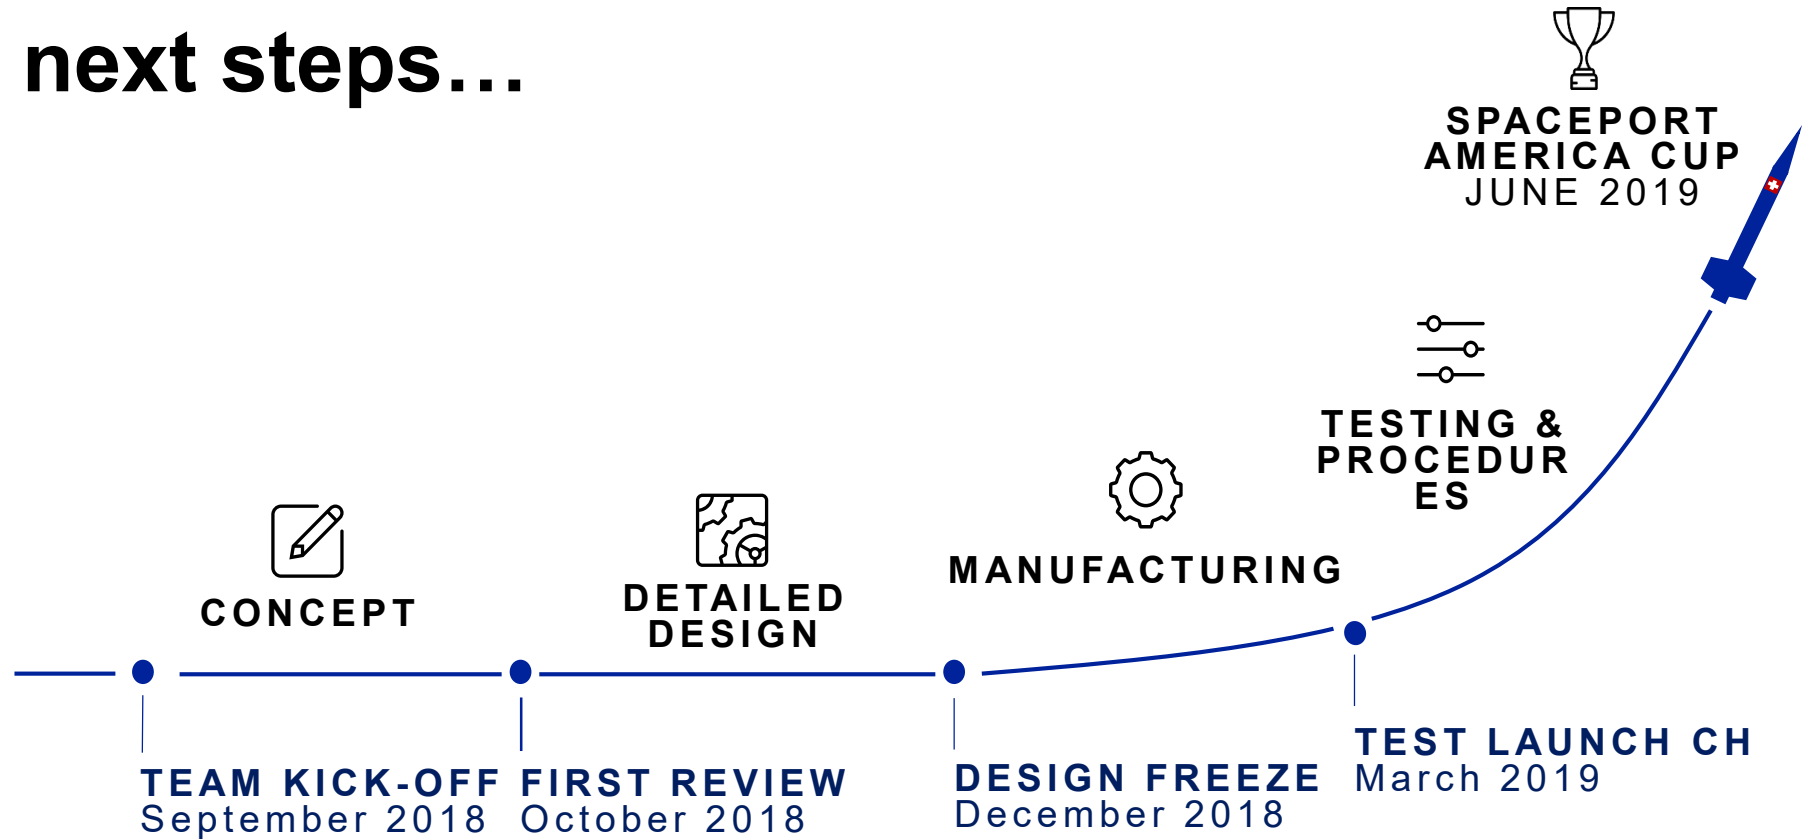 next steps…
SPACEPORT
AMERICA CUP
JUNE 2019
TESTING &
PROCEDUR
ES
MANUFACTURING
DETAILED
DESIGN
CONCEPT
TEAM KICK-OFF
September 2018
FIRST REVIEW
October 2018
DESIGN FREEZE
December 2018
TEST LAUNCH CH
March 2019